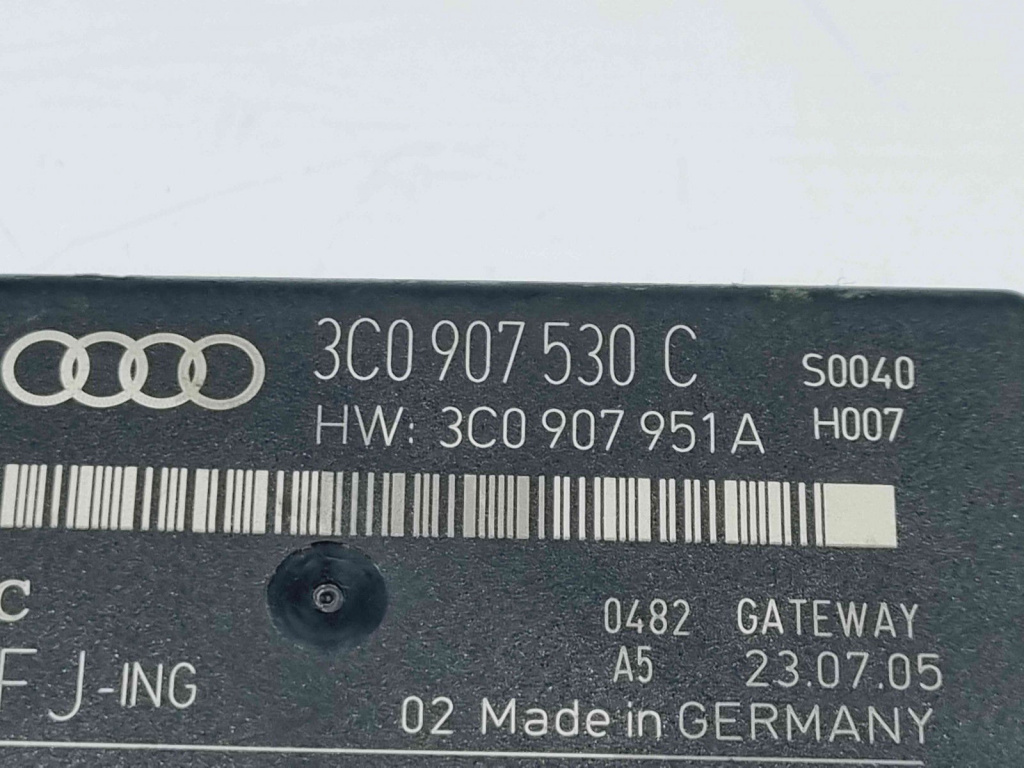 3C0 907 530 C
S0040
HW: 3C0 907 951 A
H007
C
0482 GATEWAY
F J-ING
A5 23.07.05
02 Made in GERMANY